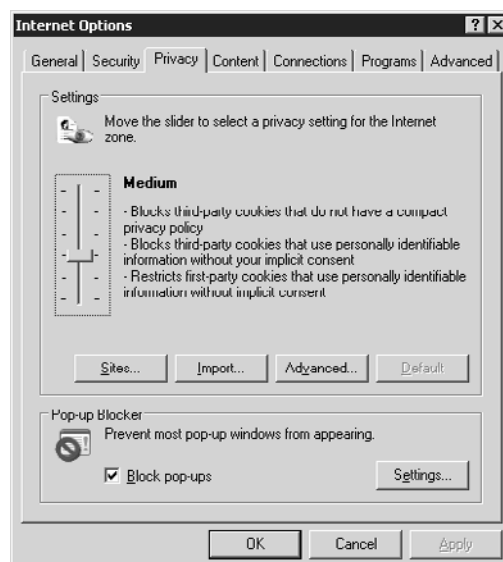 Internet Options
General Security Privacy Content Connections Programs Advanced
Settings
Move the slider to select a privacy setting for the Internet
zone.
Medium
- Blocks third-party cookies that do not have a compact
privacy policy
- Blocks third-party cookies that use personally identifiable
information without your implicit consent
- Restricts first-party cookies that use personally identifiable
information without implicit consent
Sites... Import... Advanced... Default
Pop-up Blocker
Prevent most pop-up windows from appearing.
Block pop-ups Settings...
OK Cancel Apply